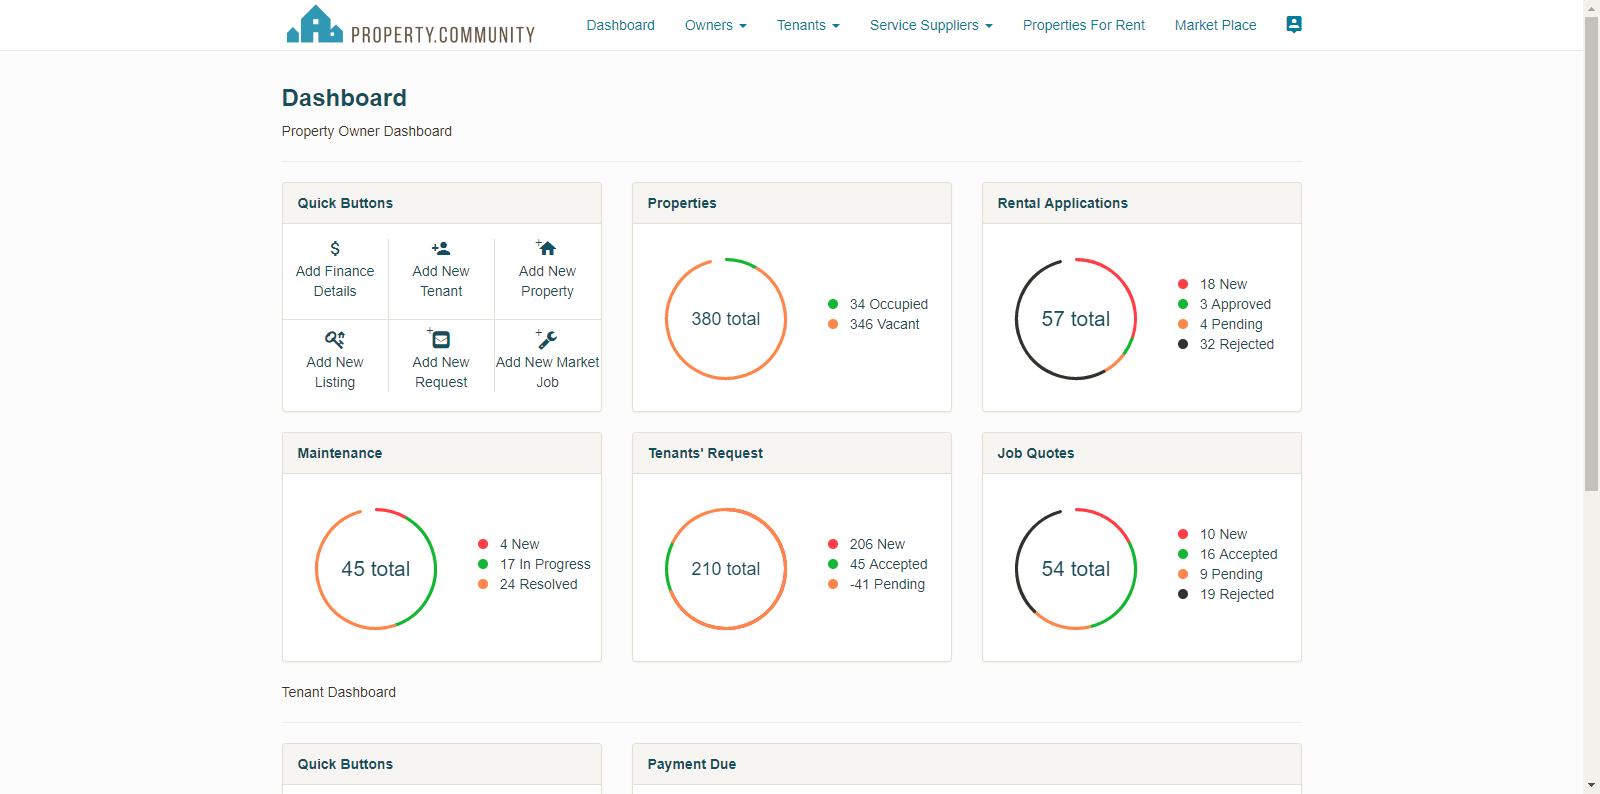 PROPERTY.COMMUNITY
Dashboard
Owners
Tenants
Service Suppliers
Properties For Rent
Market Place
Dashboard
Property Owner Dashboard
Quick Buttons
Add Finance
Details
Add New
Tenant
Add New
Property
Add New
Listing
Add New
Request
Add New Market
Job
Properties
380 total
34 Occupied
346 Vacant
Rental Applications
57 total
18 New
3 Approved
4 Pending
32 Rejected
Maintenance
45 total
4 New
17 In Progress
24 Resolved
Tenants' Request
210 total
206 New
45 Accepted
-41 Pending
Job Quotes
54 total
10 New
16 Accepted
9 Pending
19 Rejected
Tenant Dashboard
Quick Buttons
Payment Due